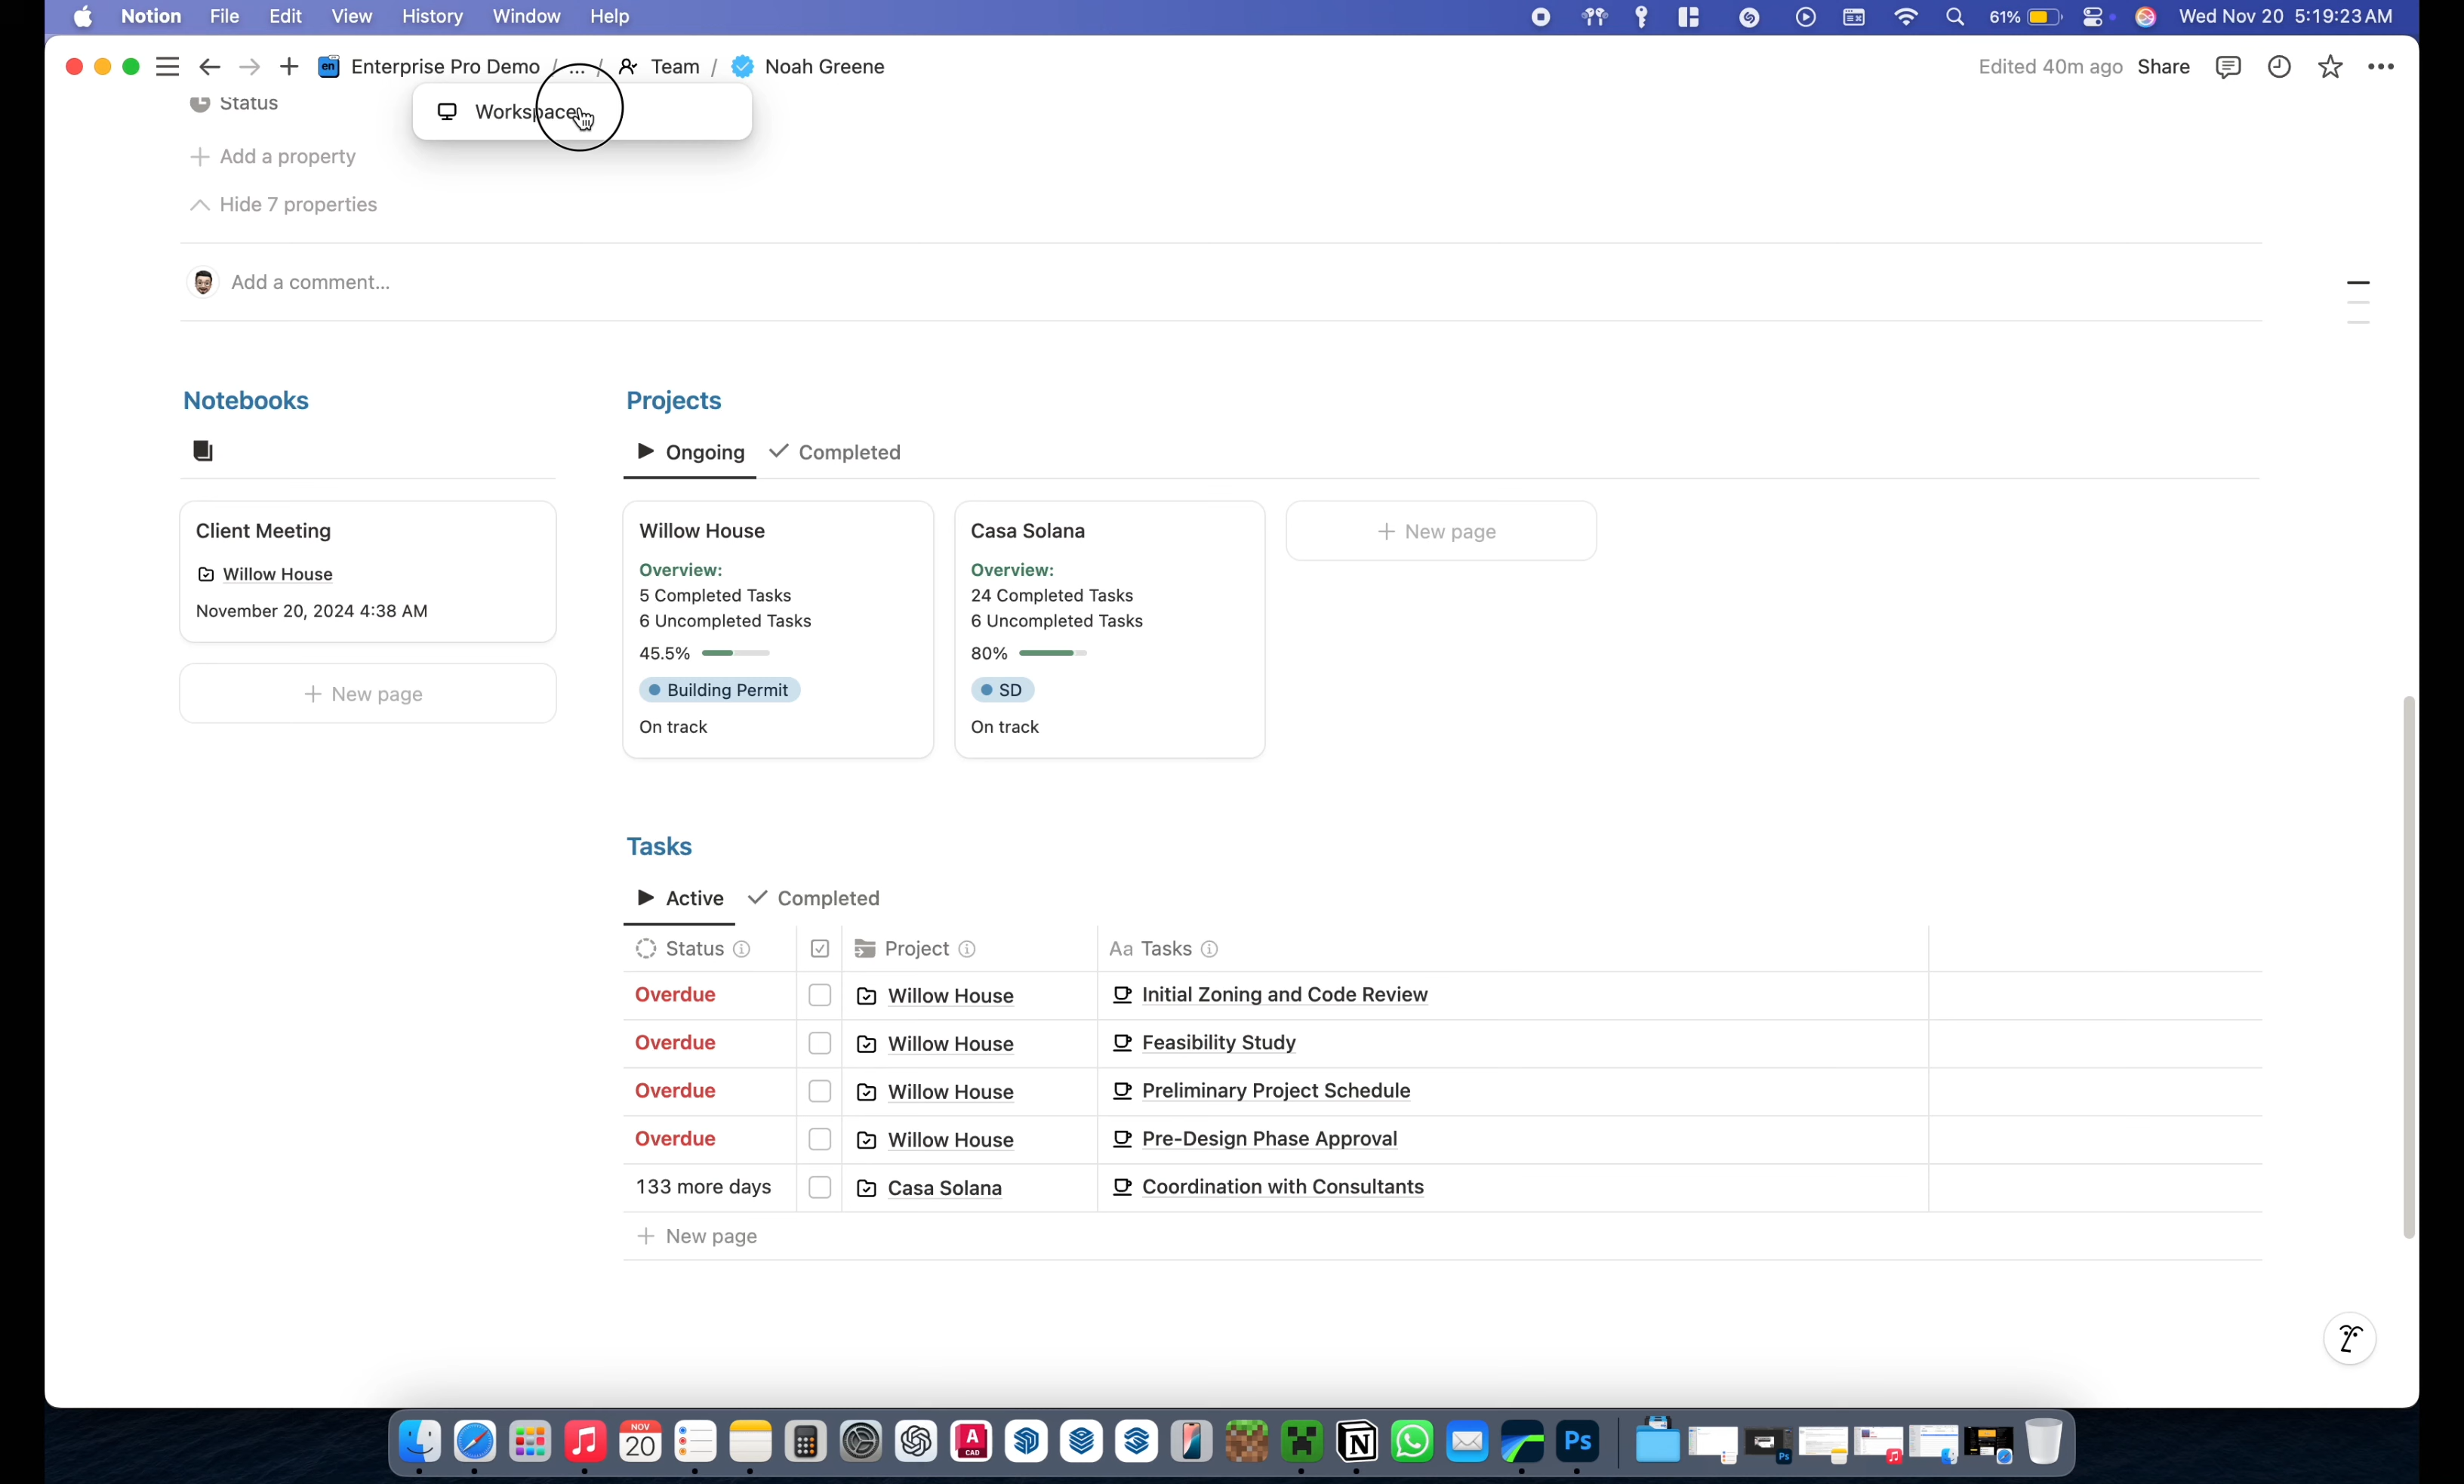 Notion File Edit View History Window Help 61% Wed Nov 20 5:19:23 AM
en Enterprise Pro Demo / ... / Team / Noah Greene Edited 40m ago Share
Status
Workspace
Add a property
Hide 7 properties
Add a comment...
Notebooks
Client Meeting
Willow House
November 20, 2024 4:38 AM
New page
Projects
Ongoing Completed
Willow House
Overview:
5 Completed Tasks
6 Uncompleted Tasks
45.5%
Building Permit
On track
Casa Solana
Overview:
24 Completed Tasks
6 Uncompleted Tasks
80%
SD
On track
New page
Tasks
Active Completed
Status Project Aa Tasks
Overdue Willow House Initial Zoning and Code Review
Overdue Willow House Feasibility Study
Overdue Willow House Preliminary Project Schedule
Overdue Willow House Pre-Design Phase Approval
133 more days Casa Solana Coordination with Consultants
New page
NOV
20
A
CAD
N
Ps